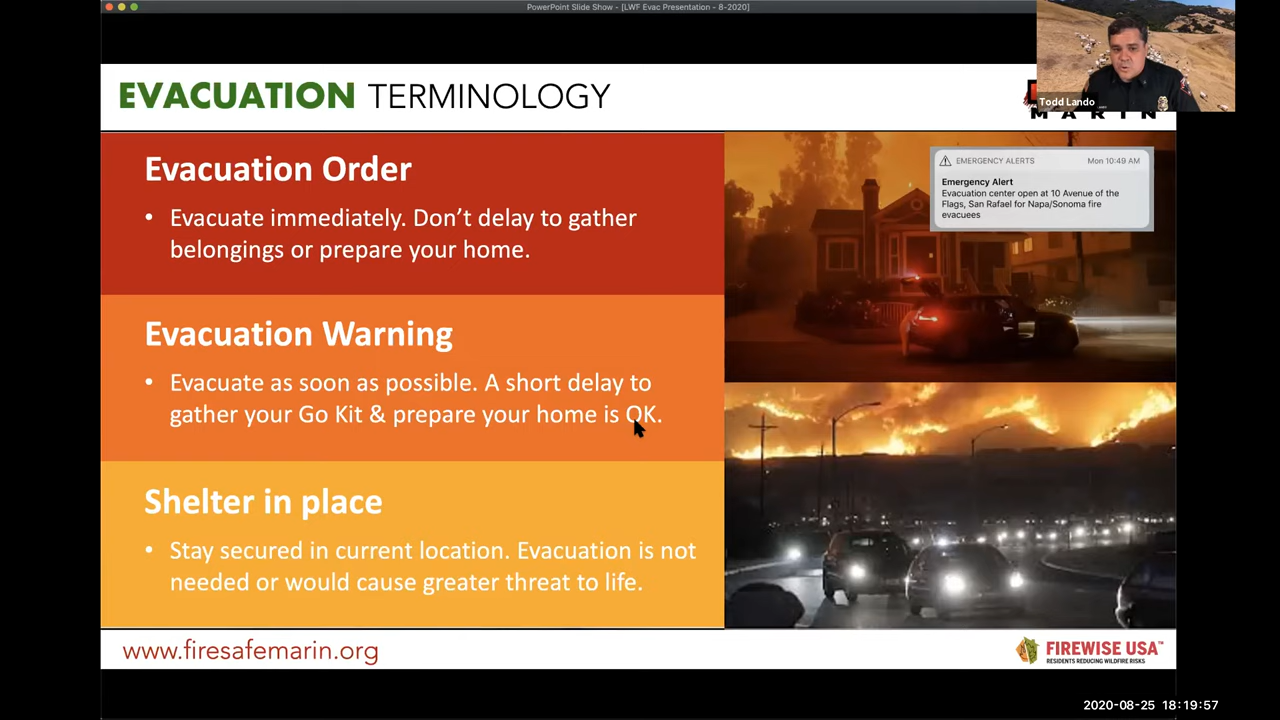 PowerPoint Slide Show - [LWF Evac Presentation - 8-2020]
EVACUATION TERMINOLOGY
Todd Lando
MARIN
Evacuation Order
• Evacuate immediately. Don’t delay to gather
belongings or prepare your home.
EMERGENCY ALERTS Mon 10:49 AM
Emergency Alert
Evacuation center open at 10 Avenue of the
Flags, San Rafael for Napa/Sonoma fire
evacuees
Evacuation Warning
• Evacuate as soon as possible. A short delay to
gather your Go Kit & prepare your home is OK.
Shelter in place
• Stay secured in current location. Evacuation is not
needed or would cause greater threat to life.
www.firesafemarin.org
FIREWISE USA™
RESIDENTS REDUCING WILDFIRE RISKS
2020-08-25 18:19:57